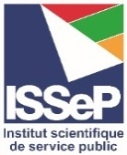 ISSeP
Institut scientifique
de service public